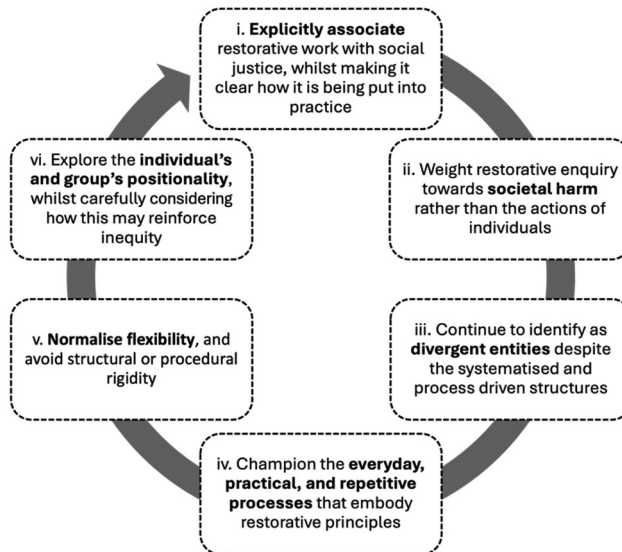 i. Explicitly associate
restorative work with social
justice, whilst making it
clear how it is being put into
practice
ii. Weight restorative enquiry
towards societal harm
rather than the actions of
individuals
iii. Continue to identify as
divergent entities despite
the systematised and
process driven structures
iv. Champion the everyday,
practical, and repetitive
processes that embody
restorative principles
v. Normalise flexibility, and
avoid structural or procedural
rigidity
vi. Explore the individual’s
and group’s positionality,
whilst carefully considering
how this may reinforce
inequity